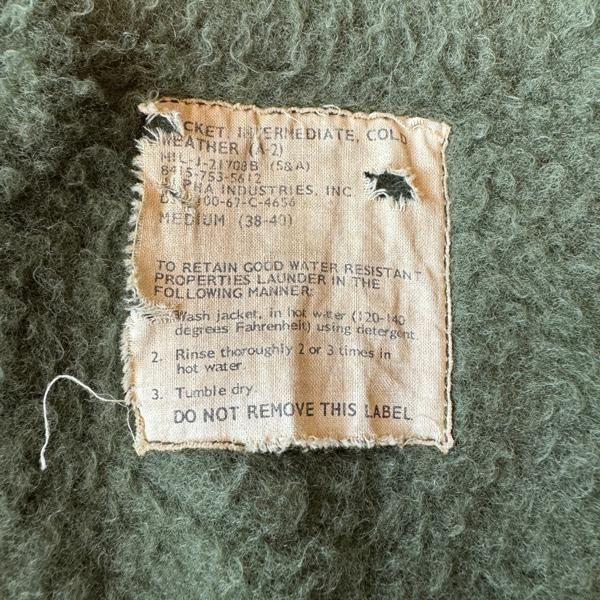 CKET, INTERMEDIATE, COLD
WEATHER (A-2)
MIL-J-21708B (S&A)
8415-753-5612
ALPHA INDUSTRIES, INC.
100-67-C-4656
MEDIUM (38-40)
TO RETAIN GOOD WATER RESISTANT
PROPERTIES LAUNDER IN THE
FOLLOWING MANNER:
Wash jacket, in hot water (120-140
degrees Fahrenheit) using detergent.
2. Rinse thoroughly 2 or 3 times in
hot water.
3. Tumble dry.
DO NOT REMOVE THIS LABEL